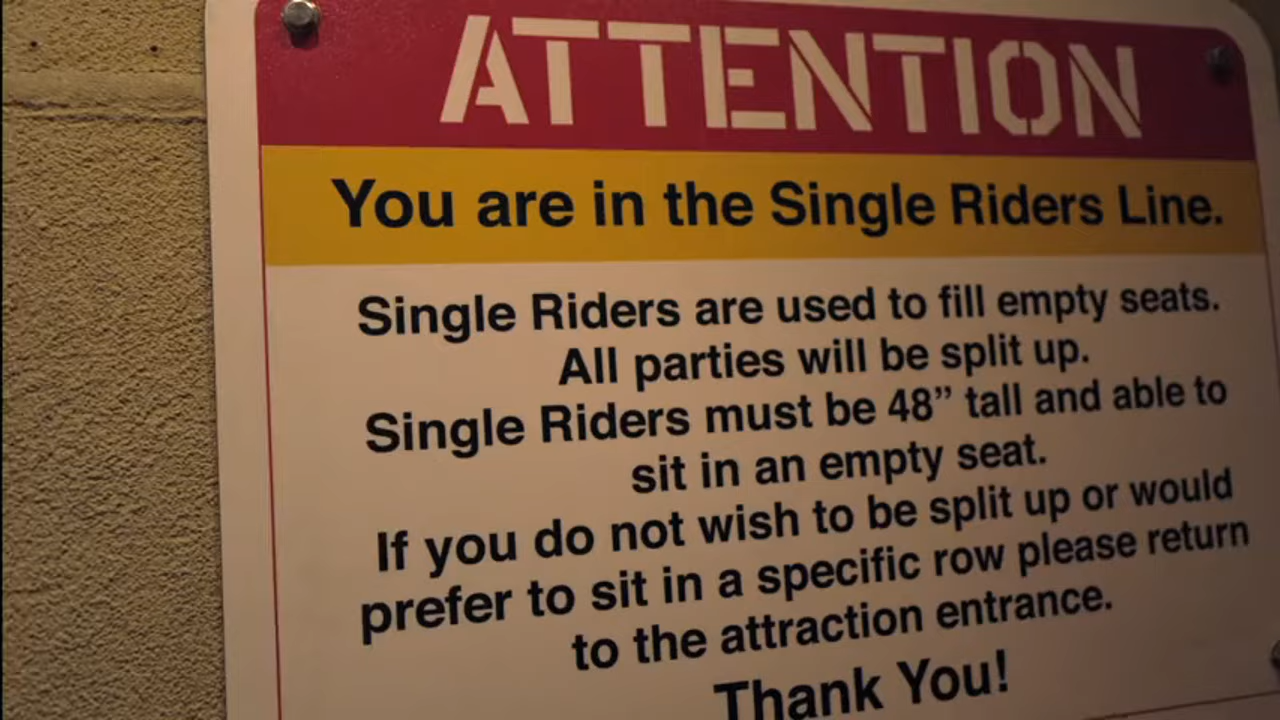 ATTENTION
You are in the Single Riders Line.
Single Riders are used to fill empty seats.
All parties will be split up.
Single Riders must be 48” tall and able to
sit in an empty seat.
If you do not wish to be split up or would
prefer to sit in a specific row please return
to the attraction entrance.
Thank You!